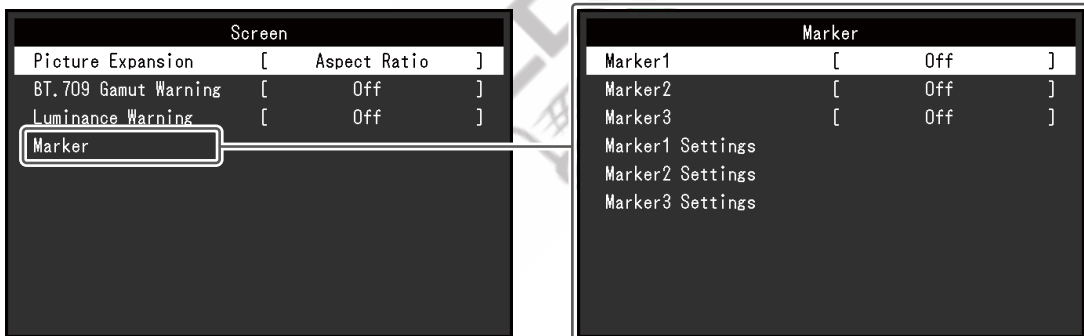 Screen
Picture Expansion [ Aspect Ratio ]
BT.709 Gamut Warning [ Off ]
Luminance Warning [ Off ]
Marker
Marker
Marker1 [ Off ]
Marker2 [ Off ]
Marker3 [ Off ]
Marker1 Settings
Marker2 Settings
Marker3 Settings